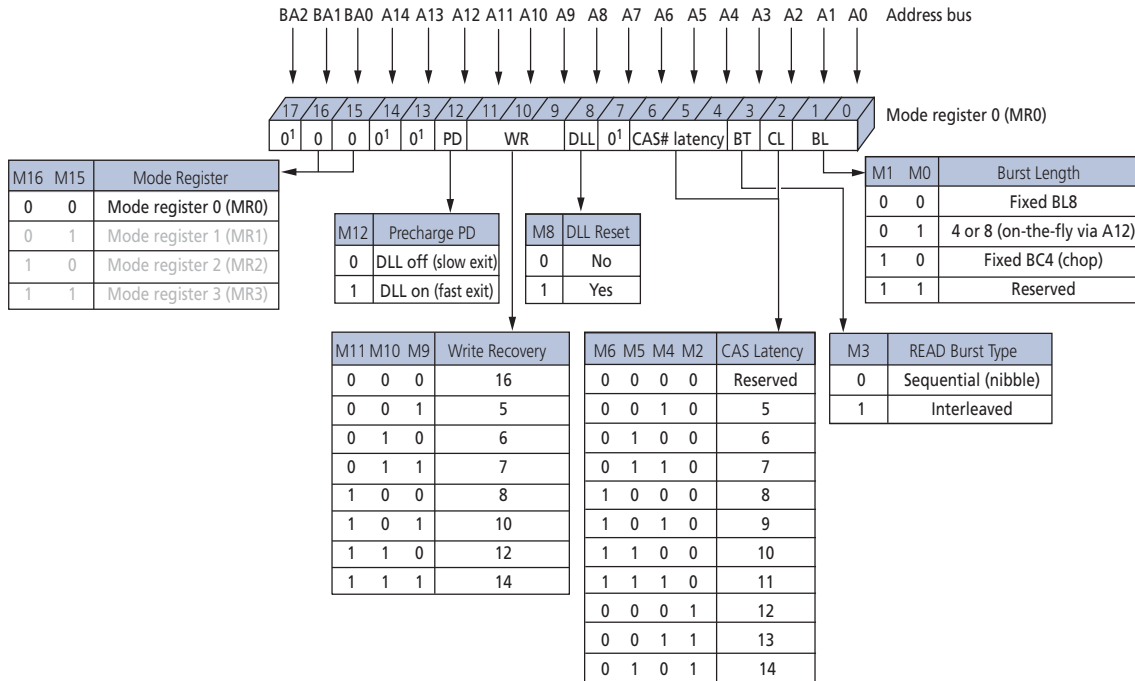 BA2 BA1 BA0 A14 A13 A12 A11 A10 A9 A8 A7 A6 A5 A4 A3 A2 A1 A0 Address bus
17 16 15 14 13 12 11 10 9 8 7 6 5 4 3 2 1 0
Mode register 0 (MR0)
0¹ 0 0 0¹ 0¹ PD WR DLL 0¹ CAS# latency BT CL BL
M16 M15 Mode Register
0 0 Mode register 0 (MR0)
0 1 Mode register 1 (MR1)
1 0 Mode register 2 (MR2)
1 1 Mode register 3 (MR3)
M12 Precharge PD
0 DLL off (slow exit)
1 DLL on (fast exit)
M8 DLL Reset
0 No
1 Yes
M1 M0 Burst Length
0 0 Fixed BL8
0 1 4 or 8 (on-the-fly via A12)
1 0 Fixed BC4 (chop)
1 1 Reserved
M11 M10 M9 Write Recovery
0 0 0 16
0 0 1 5
0 1 0 6
0 1 1 7
1 0 0 8
1 0 1 10
1 1 0 12
1 1 1 14
M6 M5 M4 M2 CAS Latency
0 0 0 0 Reserved
0 0 1 0 5
0 1 0 0 6
0 1 1 0 7
1 0 0 0 8
1 0 1 0 9
1 1 0 0 10
1 1 1 0 11
0 0 0 1 12
0 0 1 1 13
0 1 0 1 14
M3 READ Burst Type
0 Sequential (nibble)
1 Interleaved